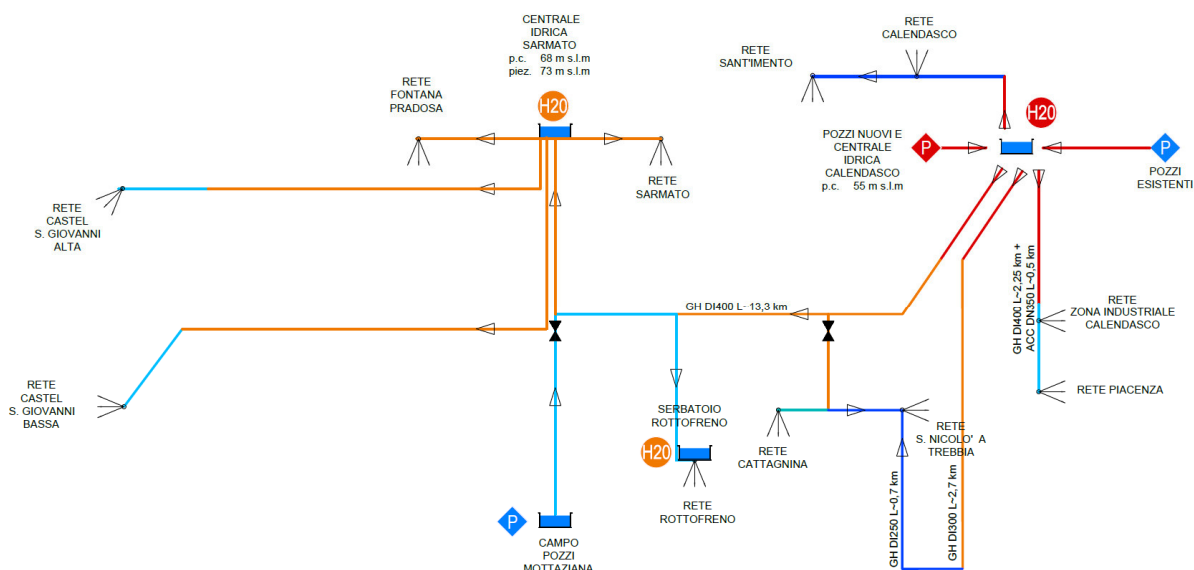 CENTRALE
IDRICA
SARMATO
p.c. 68 m s.l.m
piez. 73 m s.l.m
H20
RETE
FONTANA
PRADOSA
RETE
SARMATO
RETE
CASTEL
S. GIOVANNI
ALTA
RETE
CASTEL
S. GIOVANNI
BASSA
RETE
SANT'IMENTO
RETE
CALENDASCO
H20
P
POZZI NUOVI E
CENTRALE
IDRICA
CALENDASCO
p.c. 55 m s.l.m
P
POZZI
ESISTENTI
GH DI400 L~13,3 km
GH DI400 L~2,25 km +
ACC DN350 L~0,5 km
RETE
ZONA INDUSTRIALE
CALENDASCO
RETE PIACENZA
SERBATOIO
ROTTOFRENO
H20
RETE
ROTTOFRENO
RETE
CATTAGNINA
RETE
S. NICOLO' A
TREBBIA
GH DI250 L~0,7 km
GH DI300 L~2,7 km
P
CAMPO
POZZI
MOTTAZIANA